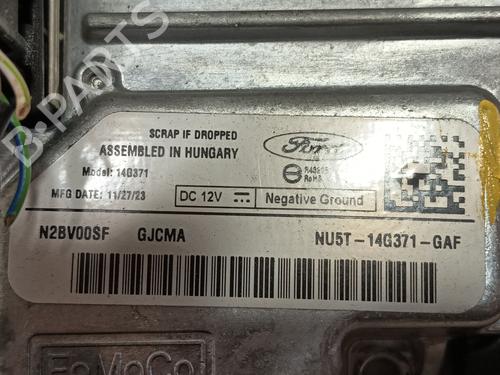 SCRAP IF DROPPED
ASSEMBLED IN HUNGARY
Ford
Model: 14G371
MFG DATE: 11/27/23
DC 12V
Negative Ground
N2BV00SF GJCMA NU5T-14G371-GAF
FoMoCo
B-PARTS